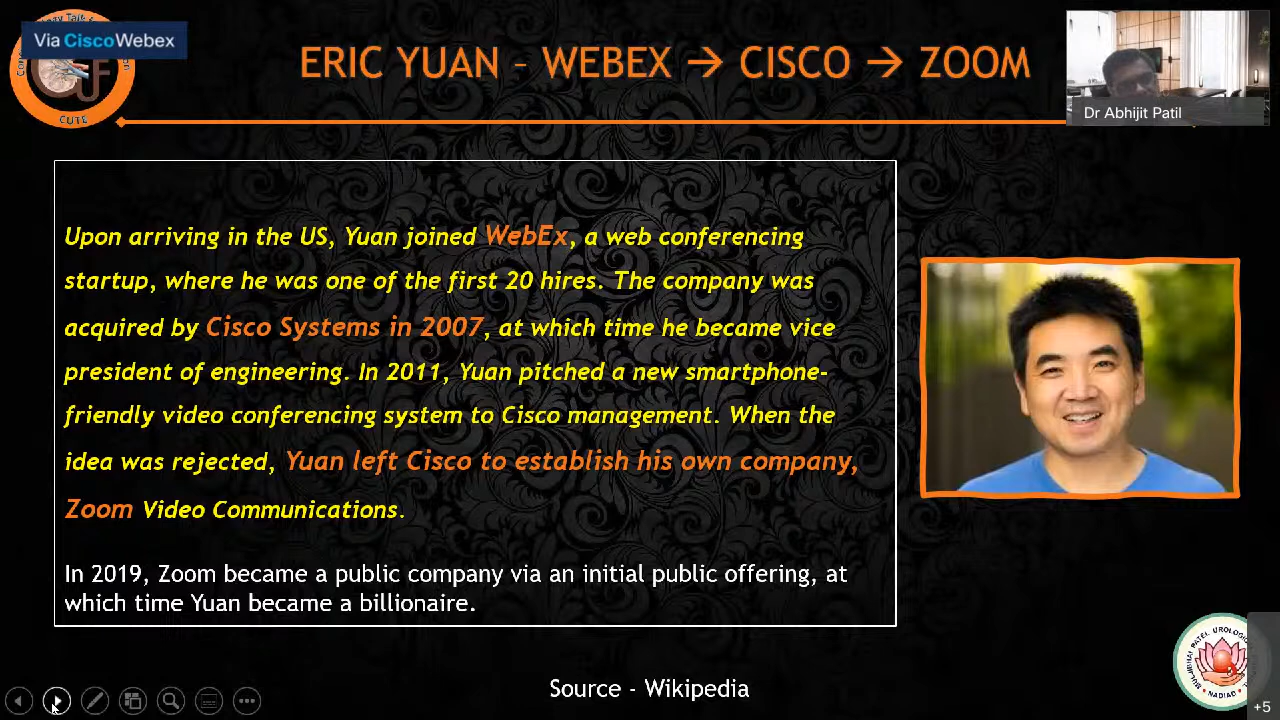 Via CiscoWebex
CUTE
ERIC YUAN – WEBEX → CISCO → ZOOM
Dr Abhijit Patil
Upon arriving in the US, Yuan joined WebEx, a web conferencing
startup, where he was one of the first 20 hires. The company was
acquired by Cisco Systems in 2007, at which time he became vice
president of engineering. In 2011, Yuan pitched a new smartphone-
friendly video conferencing system to Cisco management. When the
idea was rejected, Yuan left Cisco to establish his own company,
Zoom Video Communications.
In 2019, Zoom became a public company via an initial public offering, at
which time Yuan became a billionaire.
Source - Wikipedia
NADIAD
+5